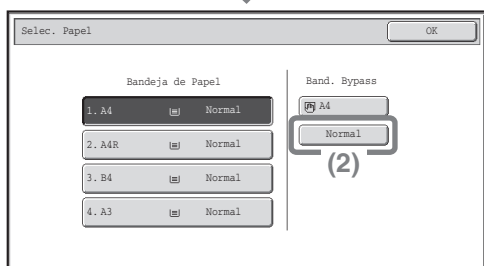 Selec. Papel
OK
Bandeja de Papel
1. A4 Normal
2. A4R Normal
3. B4 Normal
4. A3 Normal
Band. Bypass
A4
Normal
(2)